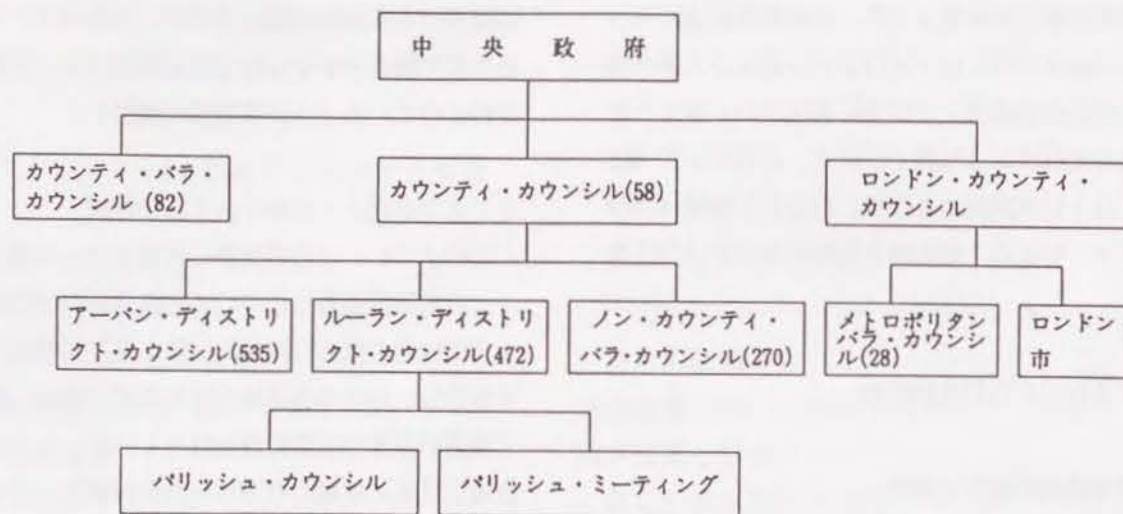 中央政府
カウンティ・バラ・
カウンシル (82)
カウンティ・カウンシル(58)
ロンドン・カウンティ・
カウンシル
アーバン・ディストリ
クト・カウンシル(535)
ルーラン・ディストリ
クト・カウンシル(472)
ノン・カウンティ・
バラ・カウンシル(270)
メトロポリタン
バラ・カウンシ
ル(28)
ロンドン
市
パリッシュ・カウンシル
パリッシュ・ミーティング